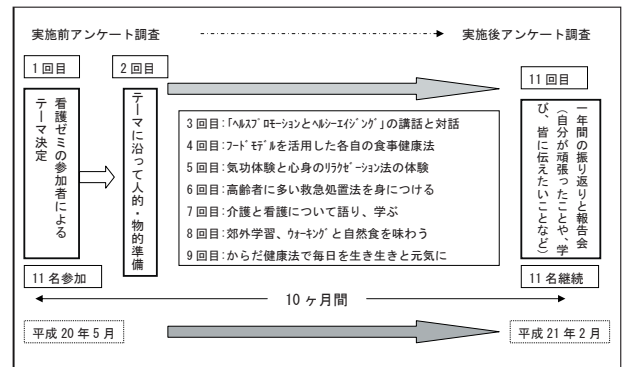 実施前アンケート調査
実施後アンケート調査
1回目
2回目
11回目
看護ゼミの参加者による
テーマ決定
テーマに沿って人的・物的準備
3回目:「ﾍﾙｽﾌﾟﾛﾓｰｼｮﾝとﾍﾙｼｰｴｲｼﾞﾝｸﾞ」の講話と対話
4回目:ﾌｰﾄﾞﾓﾃﾞﾙを活用した各自の食事健康法
5回目:気功体験と心身のﾘﾗｸｾﾞｰｼｮﾝ法の体験
6回目:高齢者に多い救急処置法を身につける
7回目:介護と看護について語り、学ぶ
8回目:郊外学習、ｳｫｰｷﾝｸﾞと自然食を味わう
9回目:からだ健康法で毎日を生き生きと元気に
一年間の振り返りと報告会
(自分が頑張ったことや、学
び、皆に伝えたいことなど)
11名参加
11名継続
10ヶ月間
平成20年5月
平成21年2月